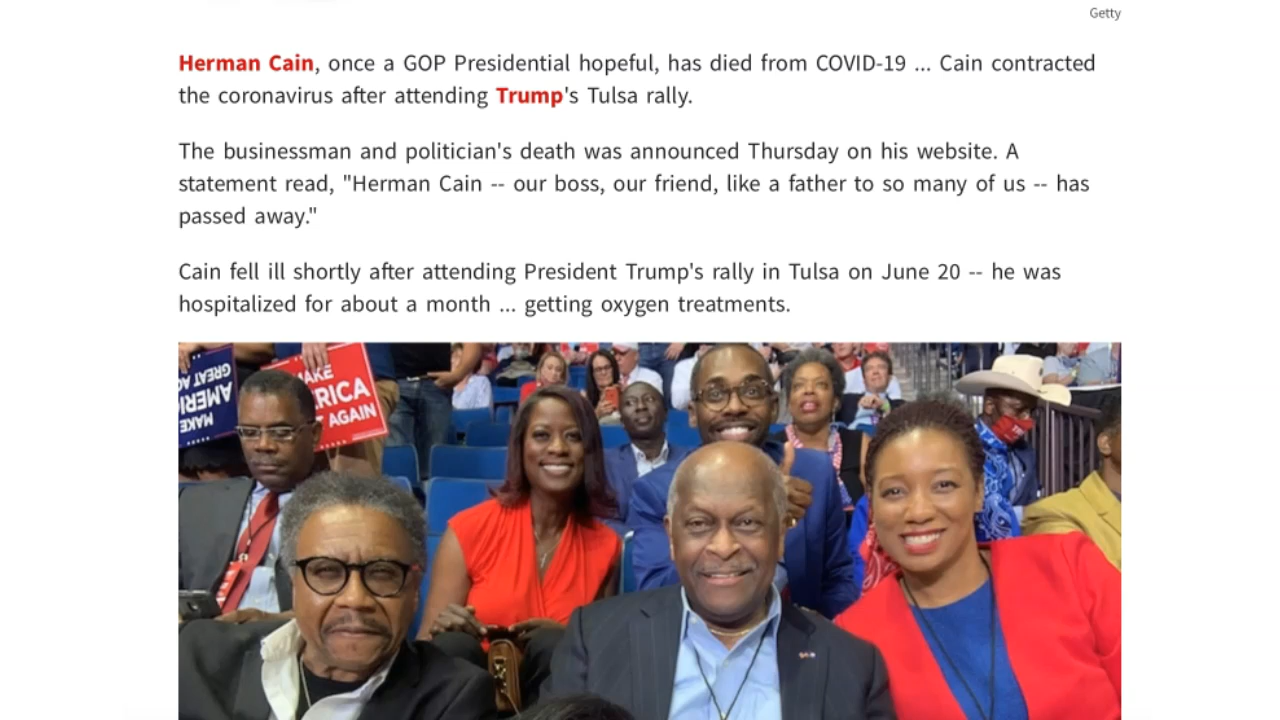 Getty
Herman Cain, once a GOP Presidential hopeful, has died from COVID-19 ... Cain contracted
the coronavirus after attending Trump's Tulsa rally.
The businessman and politician's death was announced Thursday on his website. A
statement read, "Herman Cain -- our boss, our friend, like a father to so many of us -- has
passed away."
Cain fell ill shortly after attending President Trump's rally in Tulsa on June 20 -- he was
hospitalized for about a month ... getting oxygen treatments.
MAKE
AMERICA
GREAT AG
AKE
RICA
AGAIN